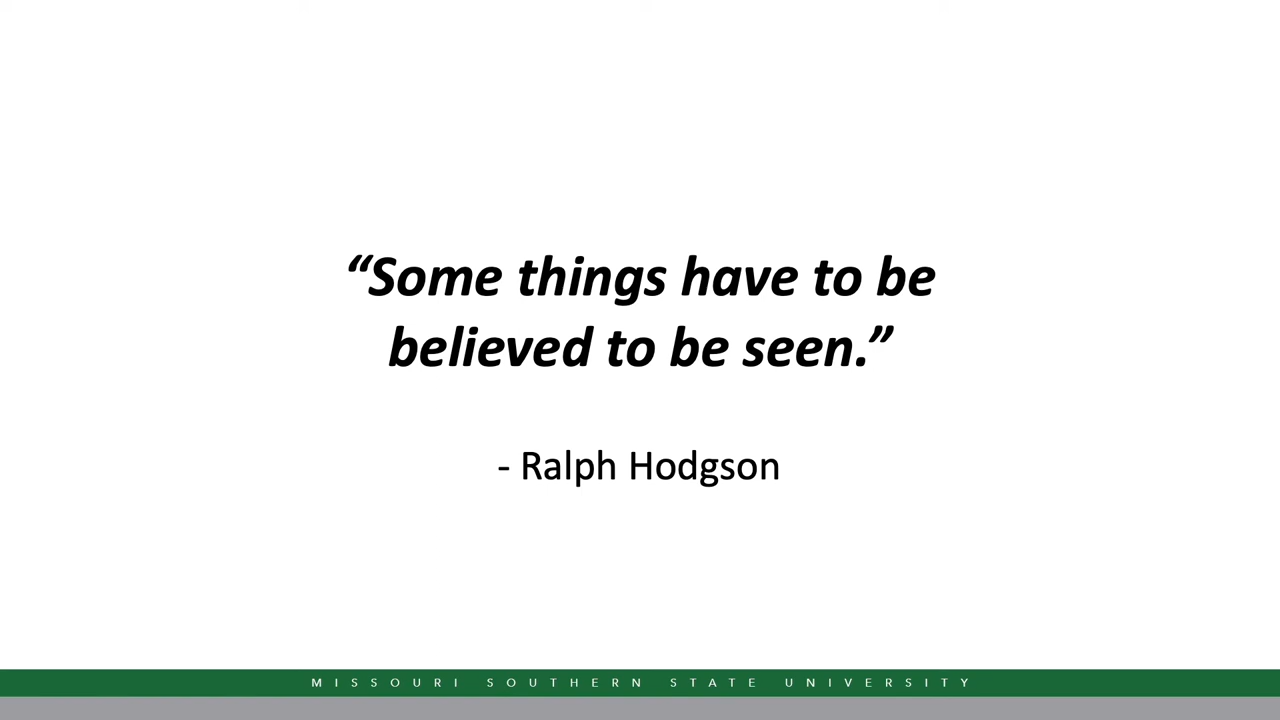 “Some things have to be
believed to be seen.”
- Ralph Hodgson
MISSOURI SOUTHERN STATE UNIVERSITY